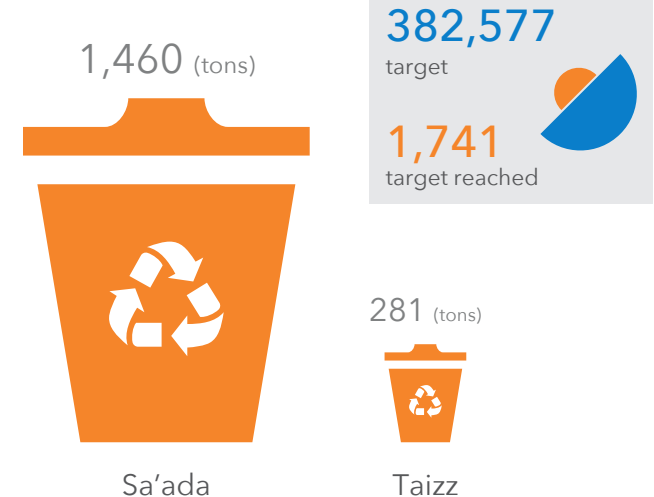 1,460 (tons)
Sa’ada
382,577
target
1,741
target reached
281 (tons)
Taizz